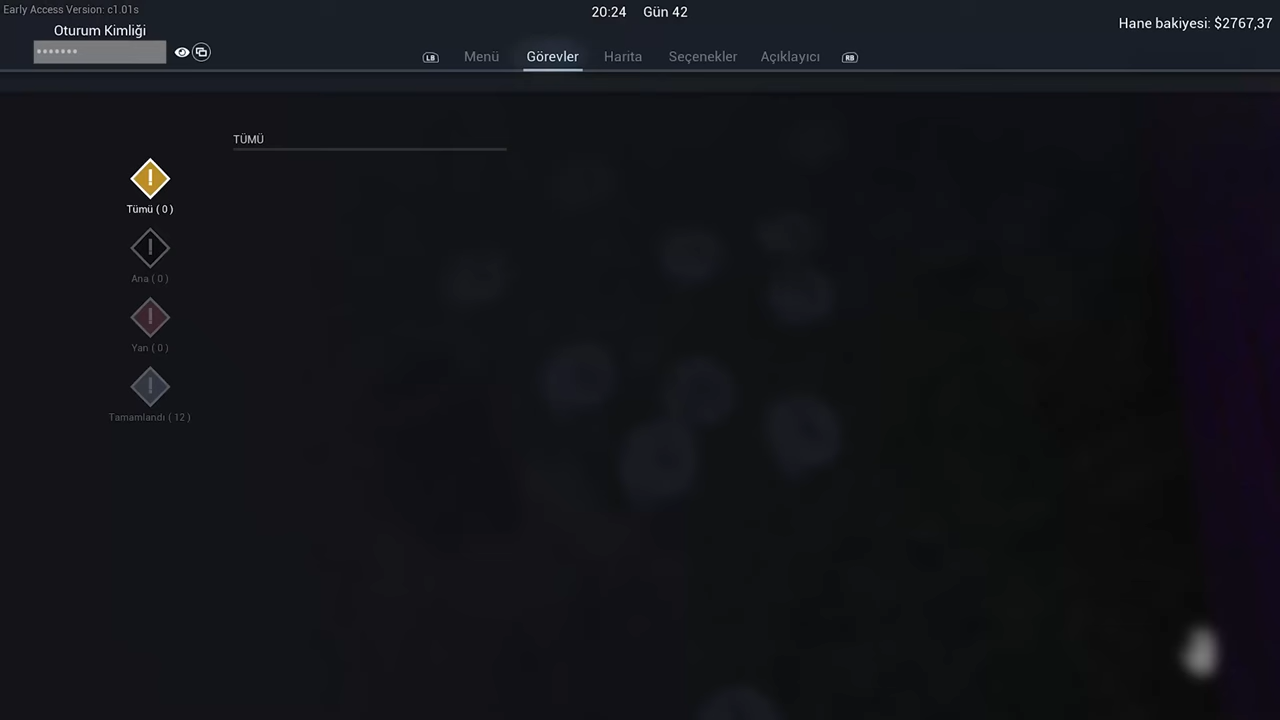 Early Access Version: c1.01s
20:24 Gün 42
Hane bakiyesi: $2767,37
Oturum Kimliği
*******
LB Menü Görevler Harita Seçenekler Açıklayıcı RB
TÜMÜ
Tümü ( 0 )
Ana ( 0 )
Yan ( 0 )
Tamamlandı ( 12 )